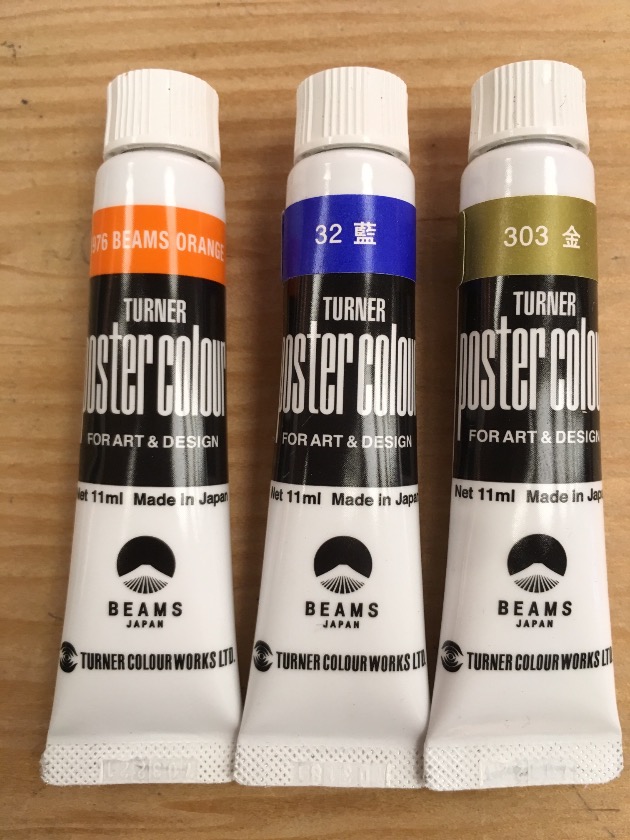 976 BEAMS ORANGE
TURNER
poster colour
FOR ART & DESIGN
Net 11ml Made in Japan
BEAMS
JAPAN
TURNER COLOUR WORKS LTD.
32 藍
TURNER
poster colour
FOR ART & DESIGN
Net 11ml Made in Japan
BEAMS
JAPAN
TURNER COLOUR WORKS LTD.
303 金
TURNER
poster colou
FOR ART & DESIGN
Net 11ml Made in Japa
BEAMS
JAPAN
TURNER COLOUR WORKS LTD.